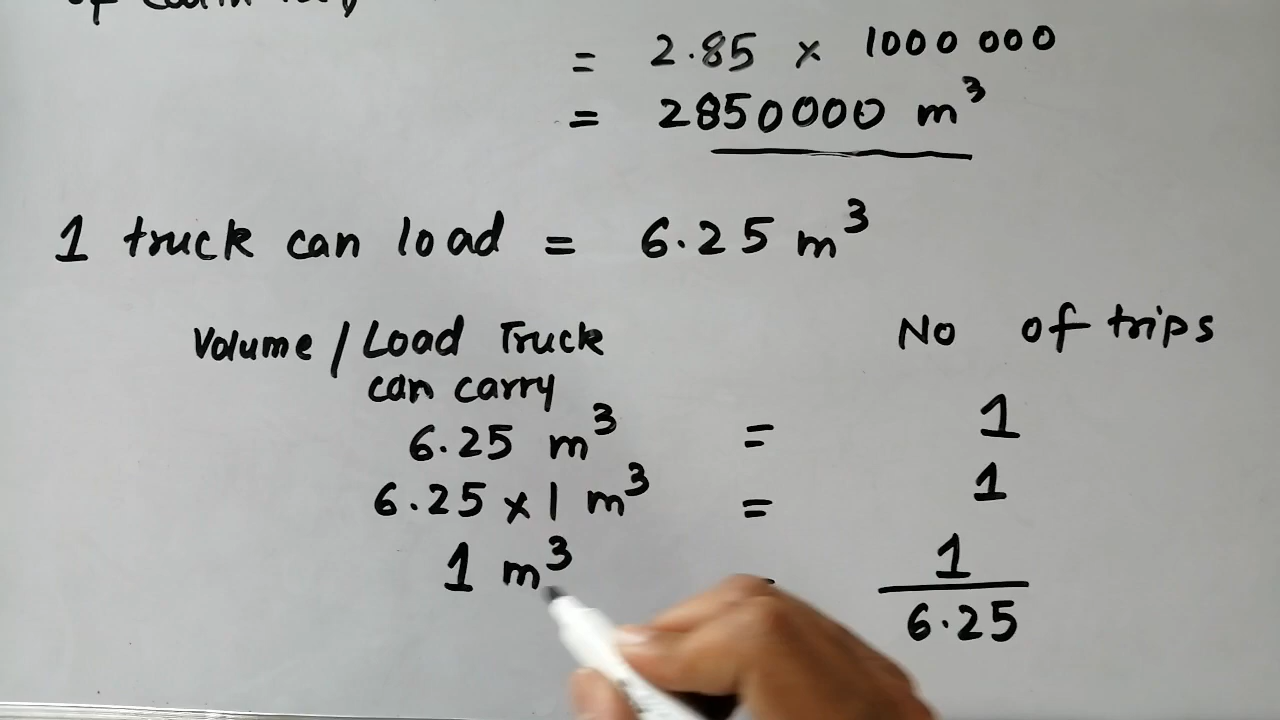 of
= 2.85 x 1000 000
= 2850000 m³
1 truck can load = 6.25 m³
Volume / Load Truck can carry No of trips
6.25 m³ = 1
6.25 x 1 m³ = 1
1 m³ = 1/6.25